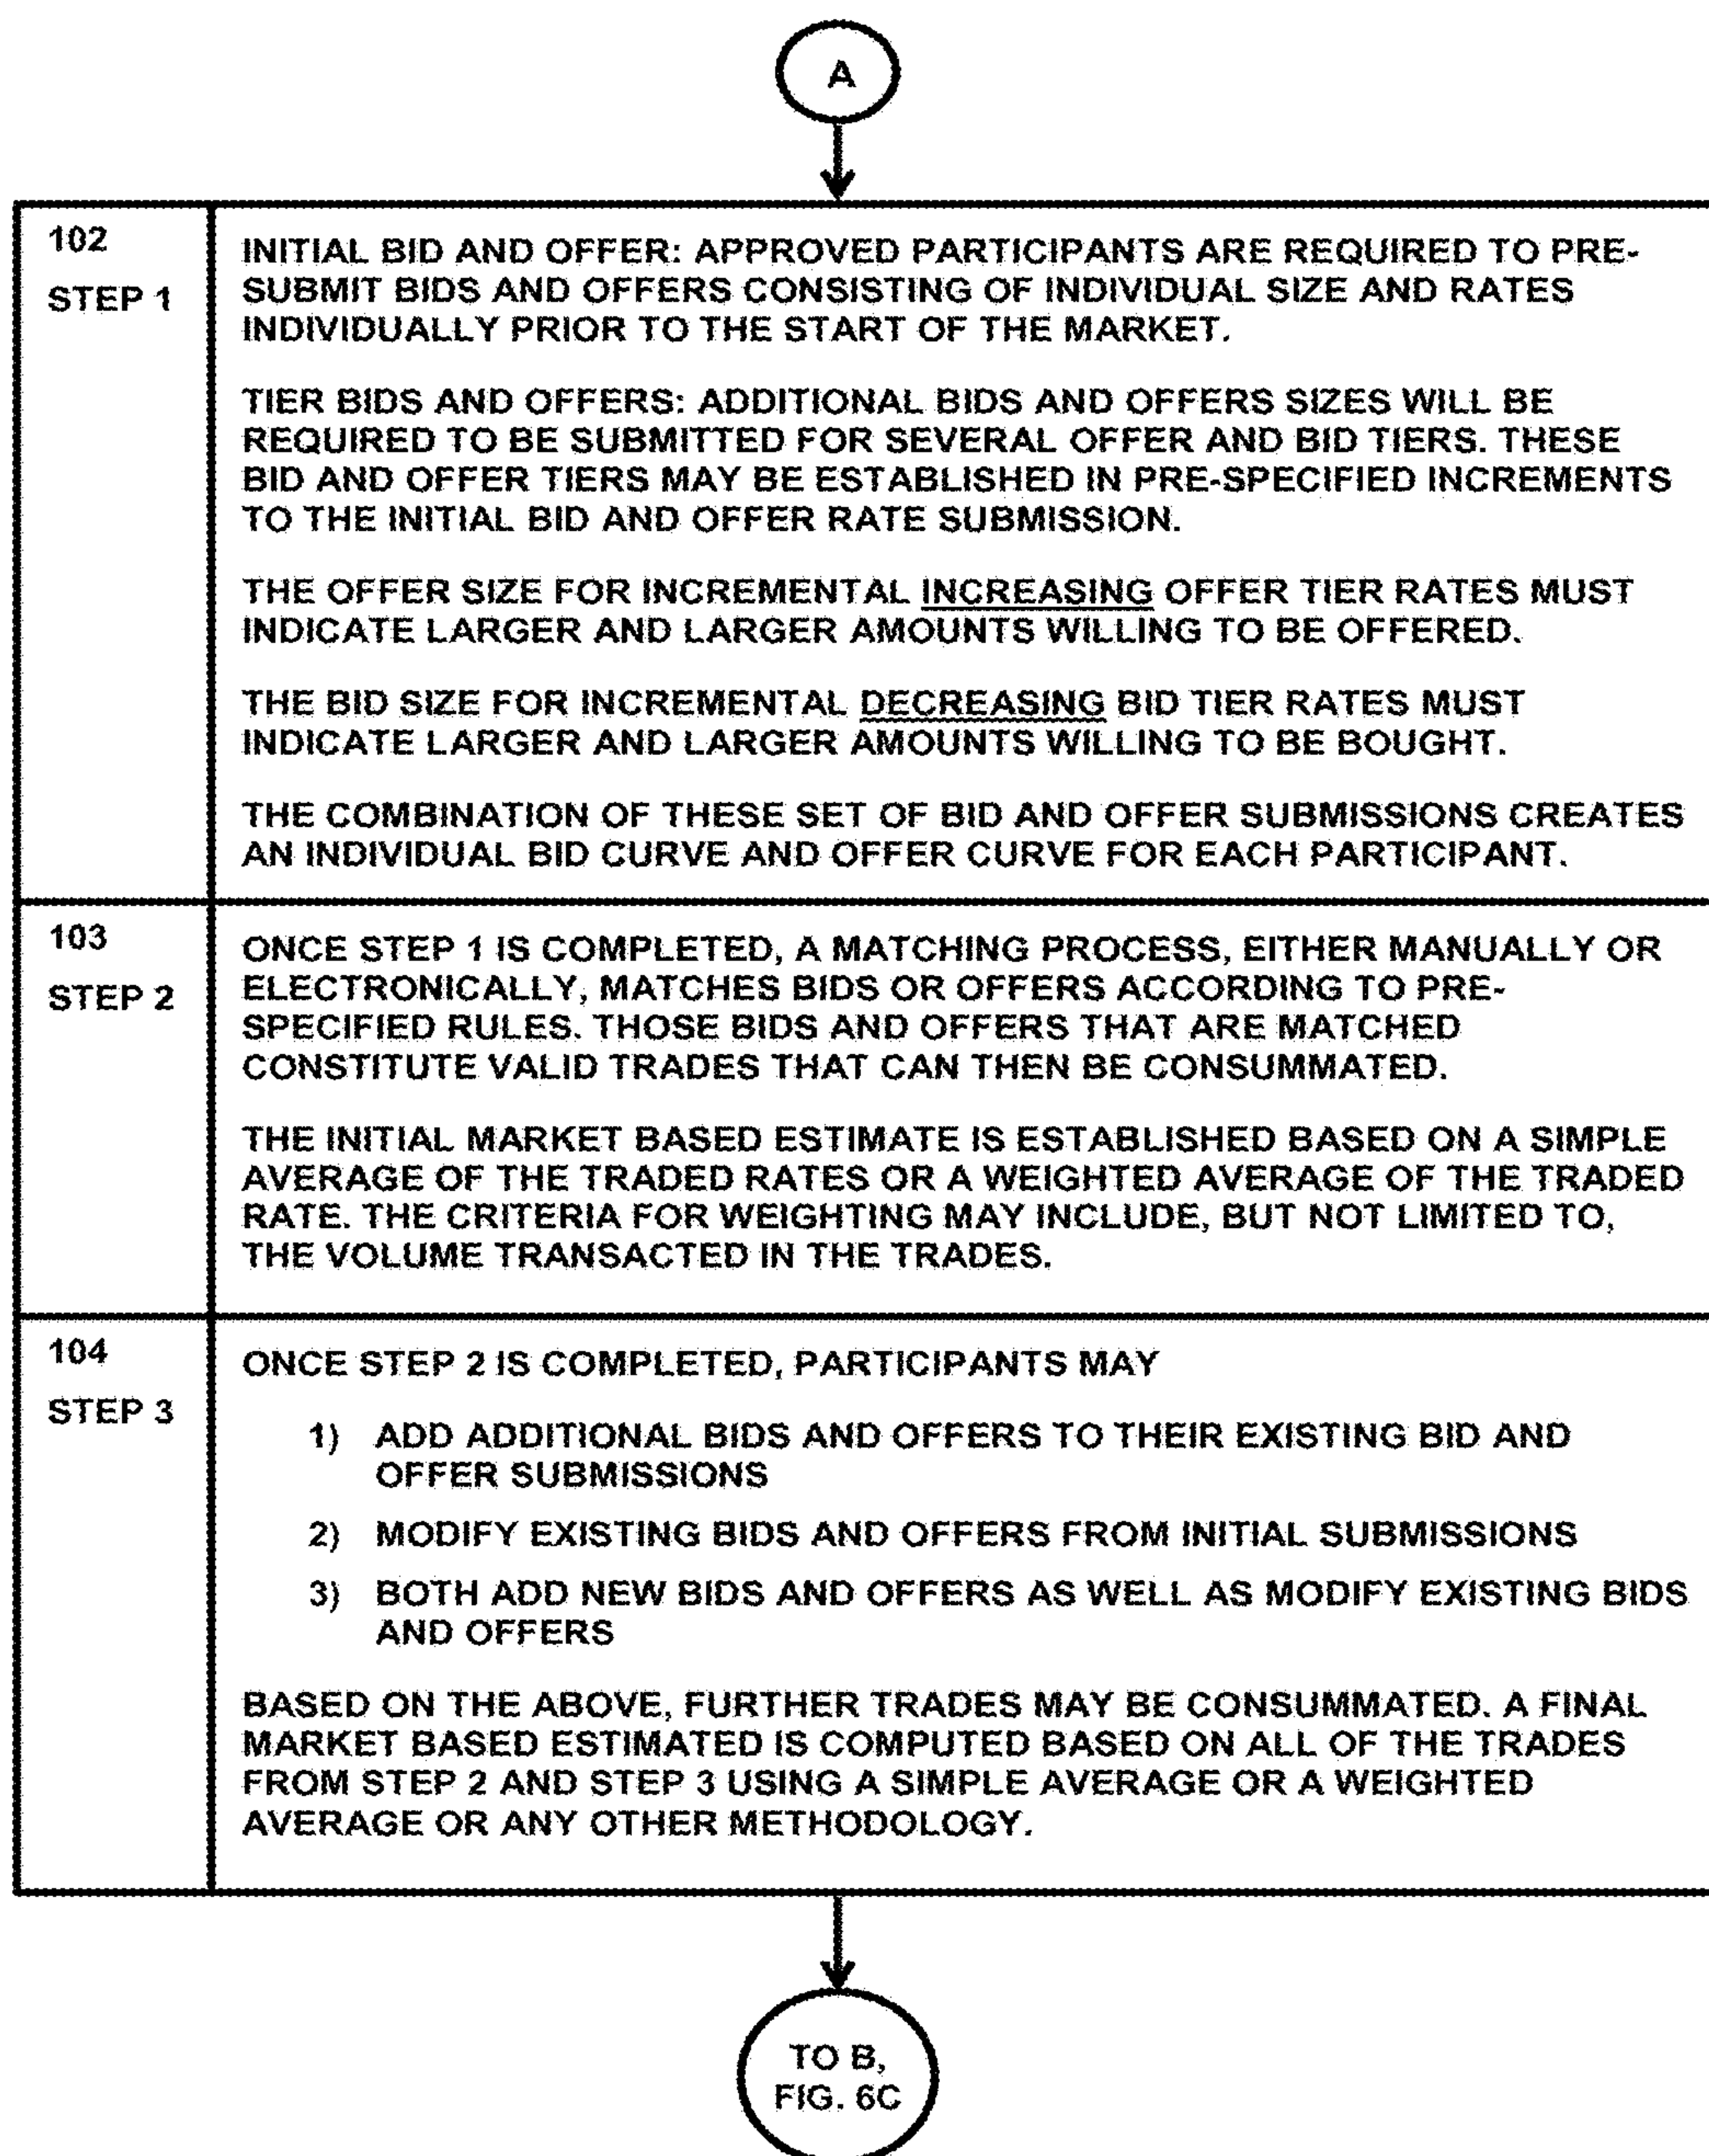 A
102
STEP 1
INITIAL BID AND OFFER: APPROVED PARTICIPANTS ARE REQUIRED TO PRE-
SUBMIT BIDS AND OFFERS CONSISTING OF INDIVIDUAL SIZE AND RATES
INDIVIDUALLY PRIOR TO THE START OF THE MARKET.
TIER BIDS AND OFFERS: ADDITIONAL BIDS AND OFFERS SIZES WILL BE
REQUIRED TO BE SUBMITTED FOR SEVERAL OFFER AND BID TIERS. THESE
BID AND OFFER TIERS MAY BE ESTABLISHED IN PRE-SPECIFIED INCREMENTS
TO THE INITIAL BID AND OFFER RATE SUBMISSION.
THE OFFER SIZE FOR INCREMENTAL INCREASING OFFER TIER RATES MUST
INDICATE LARGER AND LARGER AMOUNTS WILLING TO BE OFFERED.
THE BID SIZE FOR INCREMENTAL DECREASING BID TIER RATES MUST
INDICATE LARGER AND LARGER AMOUNTS WILLING TO BE BOUGHT.
THE COMBINATION OF THESE SET OF BID AND OFFER SUBMISSIONS CREATES
AN INDIVIDUAL BID CURVE AND OFFER CURVE FOR EACH PARTICIPANT.
103
STEP 2
ONCE STEP 1 IS COMPLETED, A MATCHING PROCESS, EITHER MANUALLY OR
ELECTRONICALLY, MATCHES BIDS OR OFFERS ACCORDING TO PRE-
SPECIFIED RULES. THOSE BIDS AND OFFERS THAT ARE MATCHED
CONSTITUTE VALID TRADES THAT CAN THEN BE CONSUMMATED.
THE INITIAL MARKET BASED ESTIMATE IS ESTABLISHED BASED ON A SIMPLE
AVERAGE OF THE TRADED RATES OR A WEIGHTED AVERAGE OF THE TRADED
RATE. THE CRITERIA FOR WEIGHTING MAY INCLUDE, BUT NOT LIMITED TO,
THE VOLUME TRANSACTED IN THE TRADES.
104
STEP 3
ONCE STEP 2 IS COMPLETED, PARTICIPANTS MAY
1) ADD ADDITIONAL BIDS AND OFFERS TO THEIR EXISTING BID AND
OFFER SUBMISSIONS
2) MODIFY EXISTING BIDS AND OFFERS FROM INITIAL SUBMISSIONS
3) BOTH ADD NEW BIDS AND OFFERS AS WELL AS MODIFY EXISTING BIDS
AND OFFERS
BASED ON THE ABOVE, FURTHER TRADES MAY BE CONSUMMATED. A FINAL
MARKET BASED ESTIMATED IS COMPUTED BASED ON ALL OF THE TRADES
FROM STEP 2 AND STEP 3 USING A SIMPLE AVERAGE OR A WEIGHTED
AVERAGE OR ANY OTHER METHODOLOGY.
TO B,
FIG. 6C